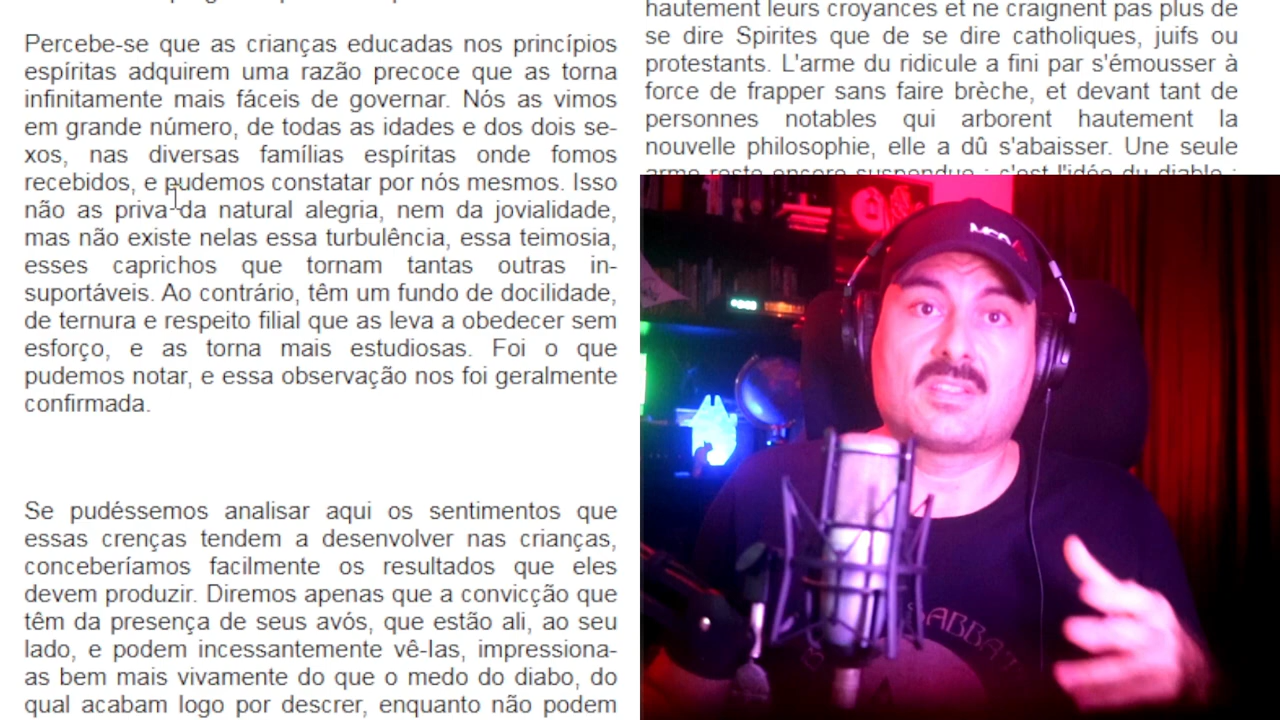 Percebe-se que as crianças educadas nos princípios
espíritas adquirem uma razão precoce que as torna
infinitamente mais fáceis de governar. Nós as vimos
em grande número, de todas as idades e dos dois se-
xos, nas diversas famílias espíritas onde fomos
recebidos, e pudemos constatar por nós mesmos. Isso
não as priva da natural alegria, nem da jovialidade,
mas não existe nelas essa turbulência, essa teimosia,
esses caprichos que tornam tantas outras in-
suportáveis. Ao contrário, têm um fundo de docilidade,
de ternura e respeito filial que as leva a obedecer sem
esforço, e as torna mais estudiosas. Foi o que
pudemos notar, e essa observação nos foi geralmente
confirmada.
Se pudéssemos analisar aqui os sentimentos que
essas crenças tendem a desenvolver nas crianças,
conceberíamos facilmente os resultados que eles
devem produzir. Diremos apenas que a convicção que
têm da presença de seus avós, que estão ali, ao seu
lado, e podem incessantemente vê-las, impressiona-
as bem mais vivamente do que o medo do diabo, do
qual acabam logo por descrer, enquanto não podem
hautement leurs croyances et ne craignent pas plus de
se dire Spirites que de se dire catholiques, juifs ou
protestants. L'arme du ridicule a fini par s'émousser à
force de frapper sans faire brèche, et devant tant de
personnes notables qui arborent hautement la
nouvelle philosophie, elle a dû s'abaisser. Une seule
arme reste encore suspendue : c'est l'idée du diable ;
SABBAT